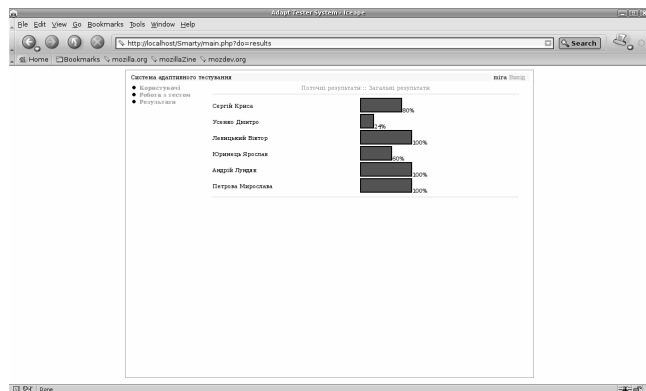 Adapt Tester System - Iceape
File Edit View Go Bookmarks Tools Window Help
http://localhost/Smarty/main.php?do=results Search
Home Bookmarks mozilla.org mozillaZine mozdev.org
Система адаптивного тестування mira Вихід
Користувачі
Робота з тестом
Результати
Поточні результати :: Загальні результати
Сергій Криса 80%
Усенко Дмитро 24%
Левицький Віктор 100%
Юринець Ярослав 60%
Андрій Лундяк 100%
Петрова Мирослава 100%
Done